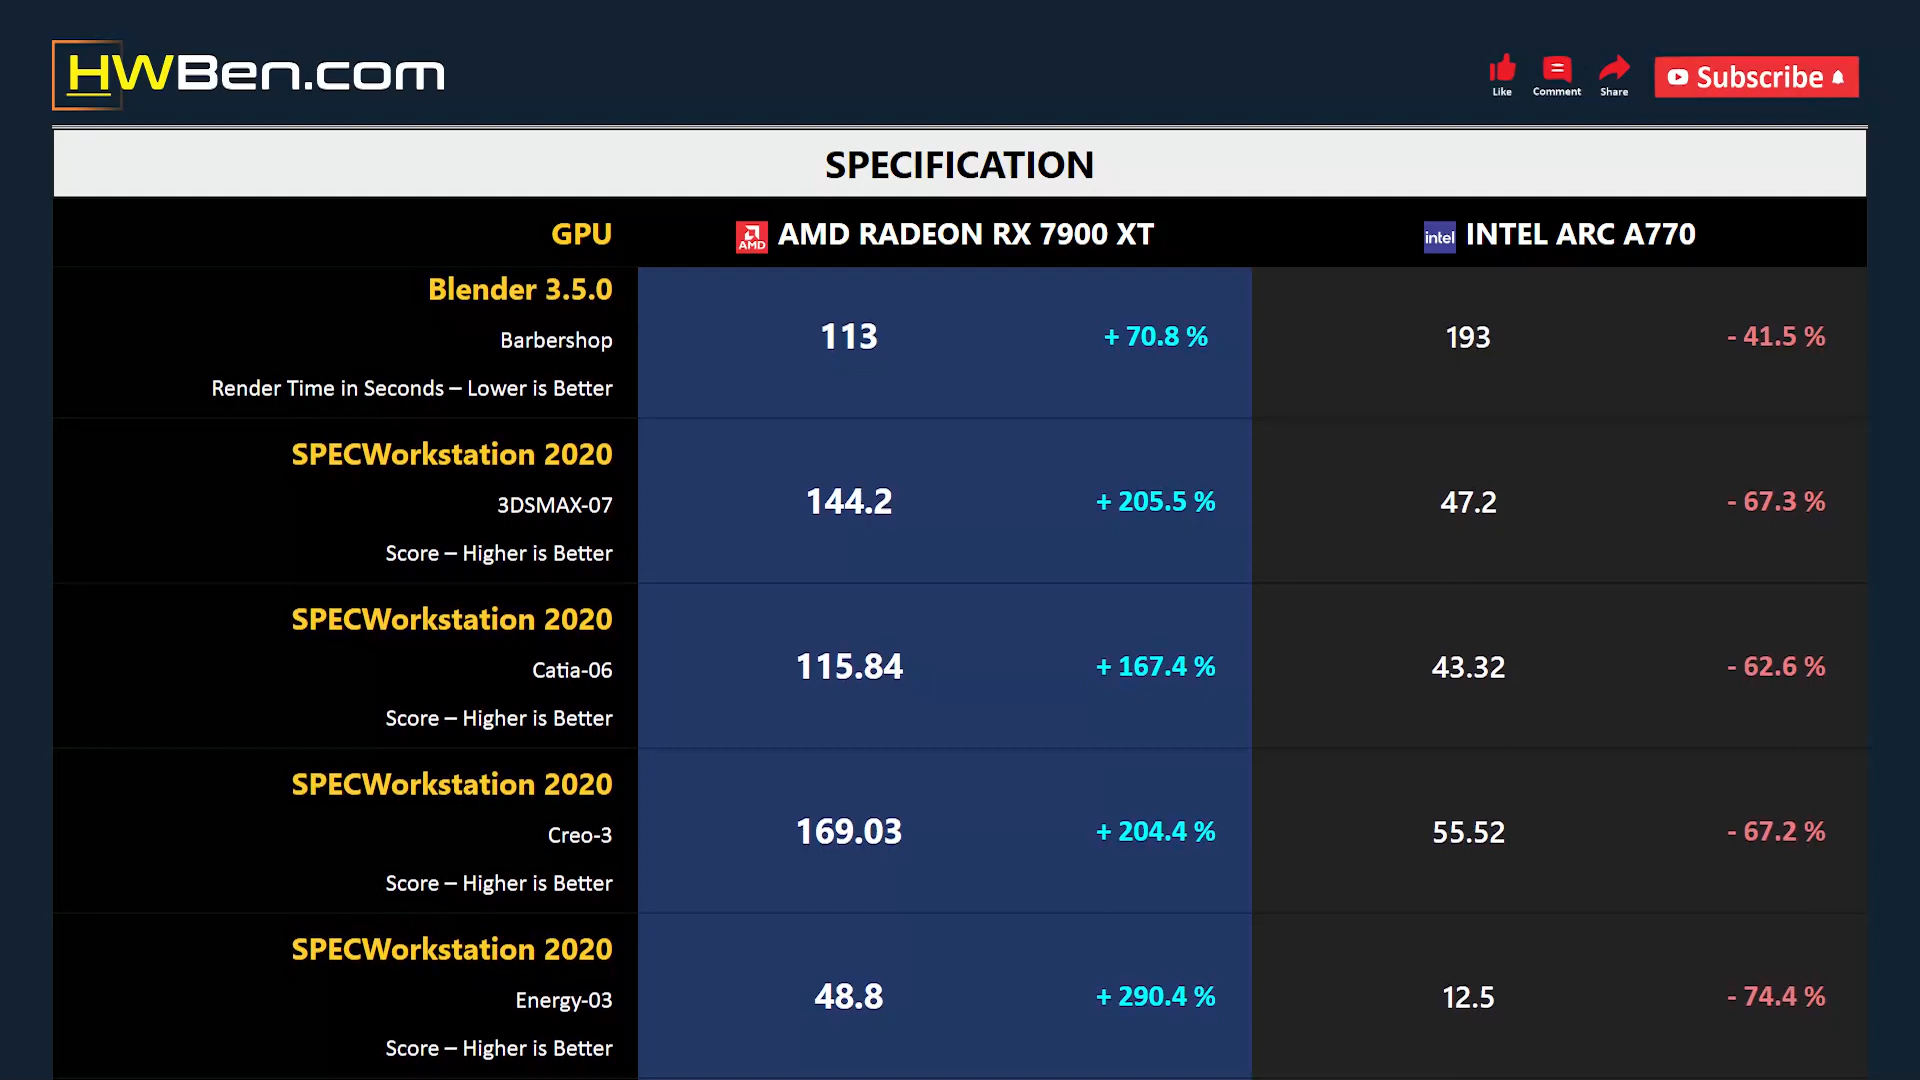 HWBen.com
Like
Comment
Share
Subscribe
SPECIFICATION
GPU
AMD
AMD RADEON RX 7900 XT
intel
INTEL ARC A770
Blender 3.5.0
Barbershop
Render Time in Seconds – Lower is Better
113
+ 70.8 %
193
- 41.5 %
SPECWorkstation 2020
3DSMAX-07
Score – Higher is Better
144.2
+ 205.5 %
47.2
- 67.3 %
SPECWorkstation 2020
Catia-06
Score – Higher is Better
115.84
+ 167.4 %
43.32
- 62.6 %
SPECWorkstation 2020
Creo-3
Score – Higher is Better
169.03
+ 204.4 %
55.52
- 67.2 %
SPECWorkstation 2020
Energy-03
Score – Higher is Better
48.8
+ 290.4 %
12.5
- 74.4 %